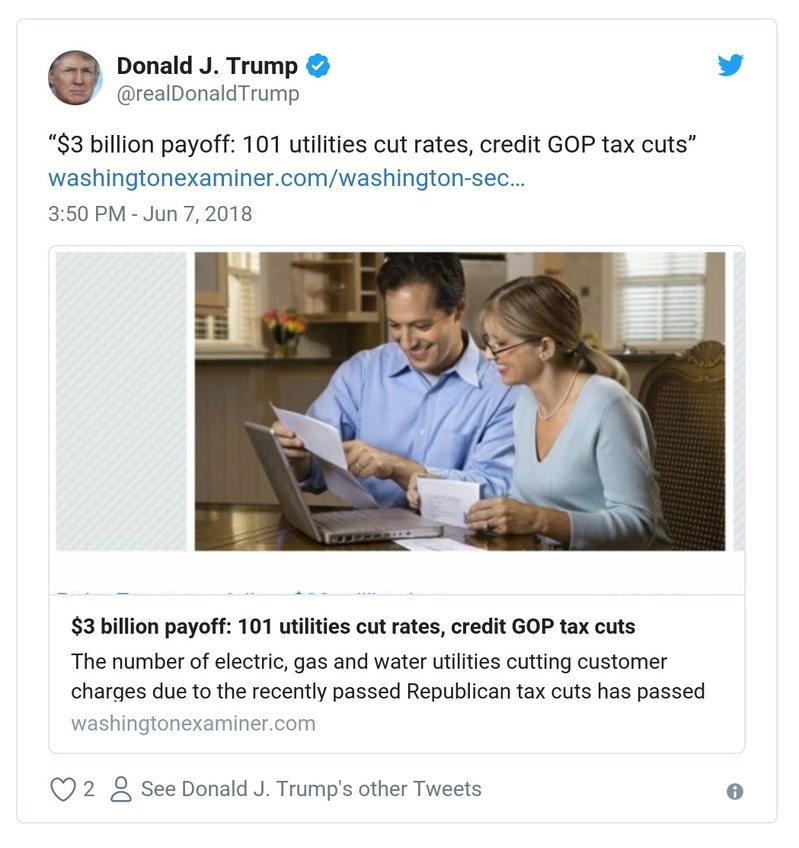 Donald J. Trump
@realDonaldTrump
“$3 billion payoff: 101 utilities cut rates, credit GOP tax cuts”
washingtonexaminer.com/washington-sec…
3:50 PM - Jun 7, 2018
$3 billion payoff: 101 utilities cut rates, credit GOP tax cuts
The number of electric, gas and water utilities cutting customer
charges due to the recently passed Republican tax cuts has passed
washingtonexaminer.com
2 See Donald J. Trump's other Tweets